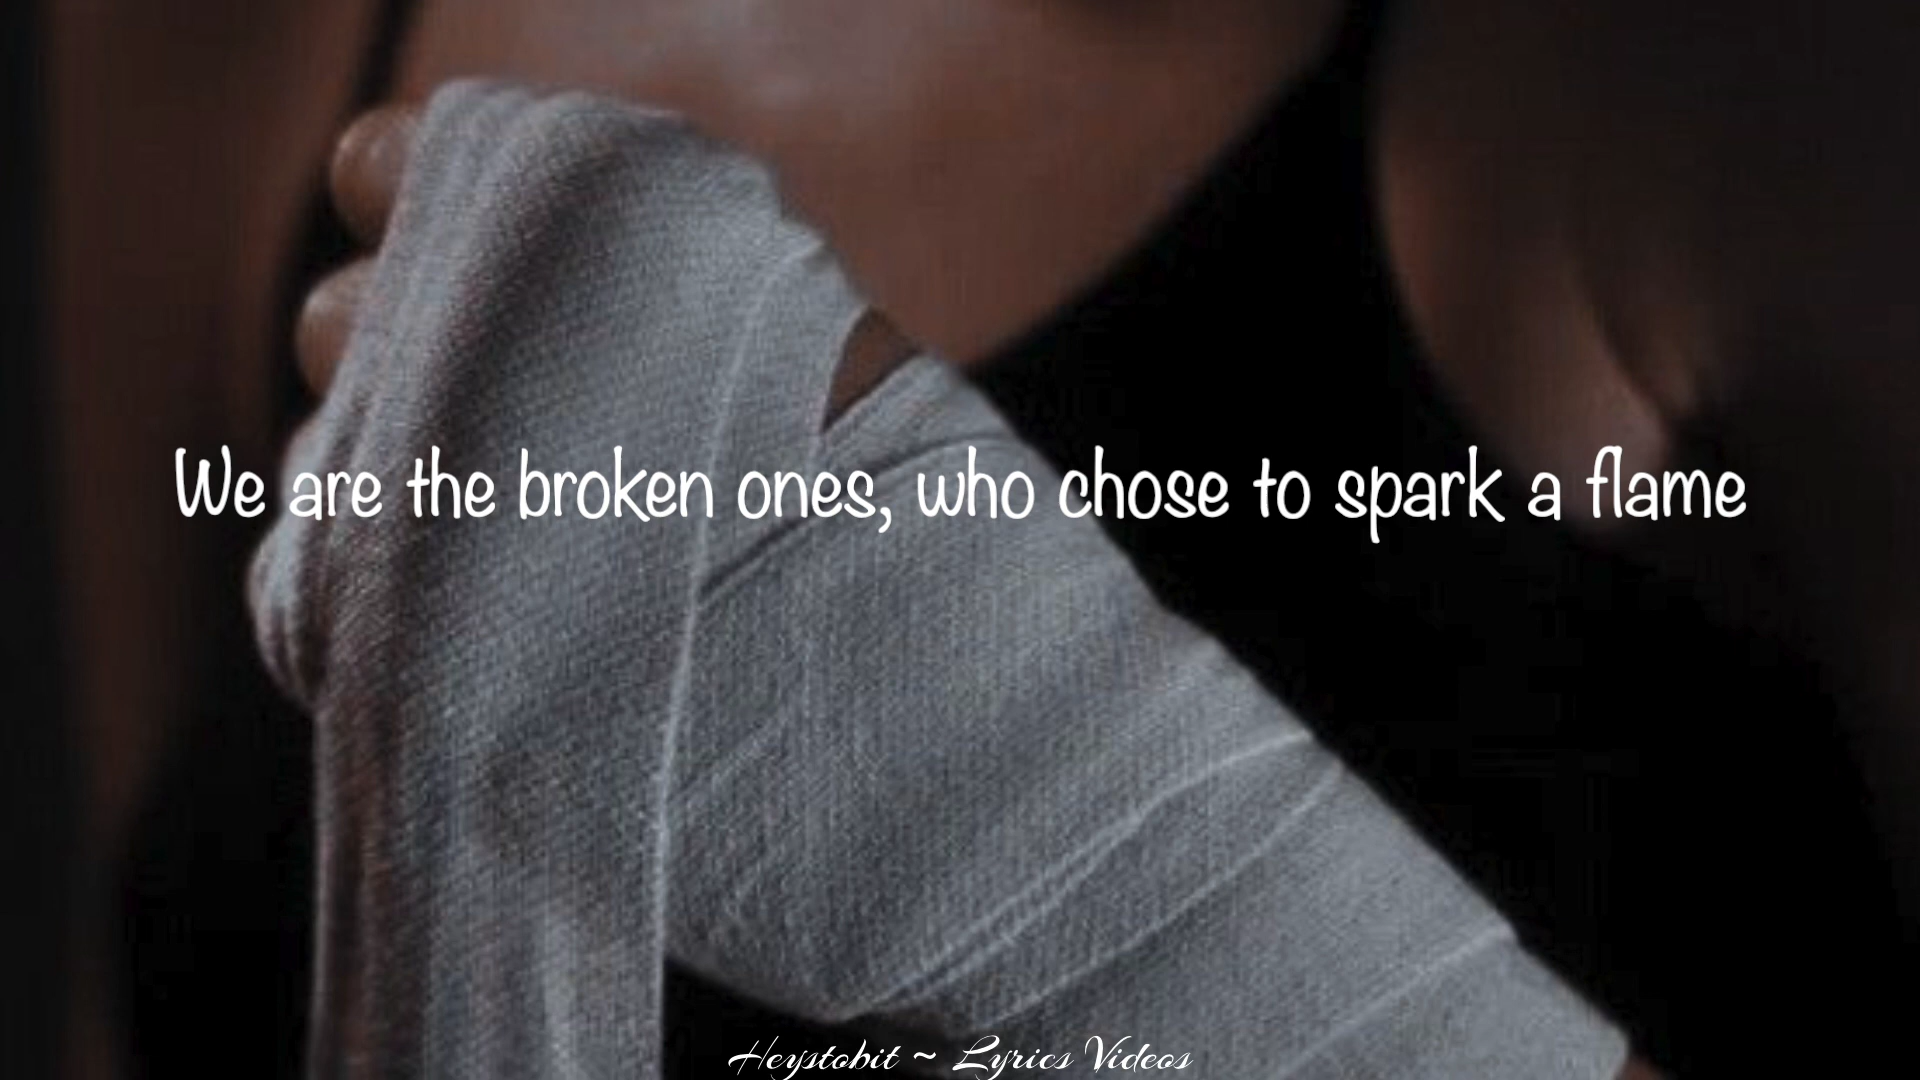 We are the broken ones, who chose to spark a flame
Heystobit ~ Lyrics Videos